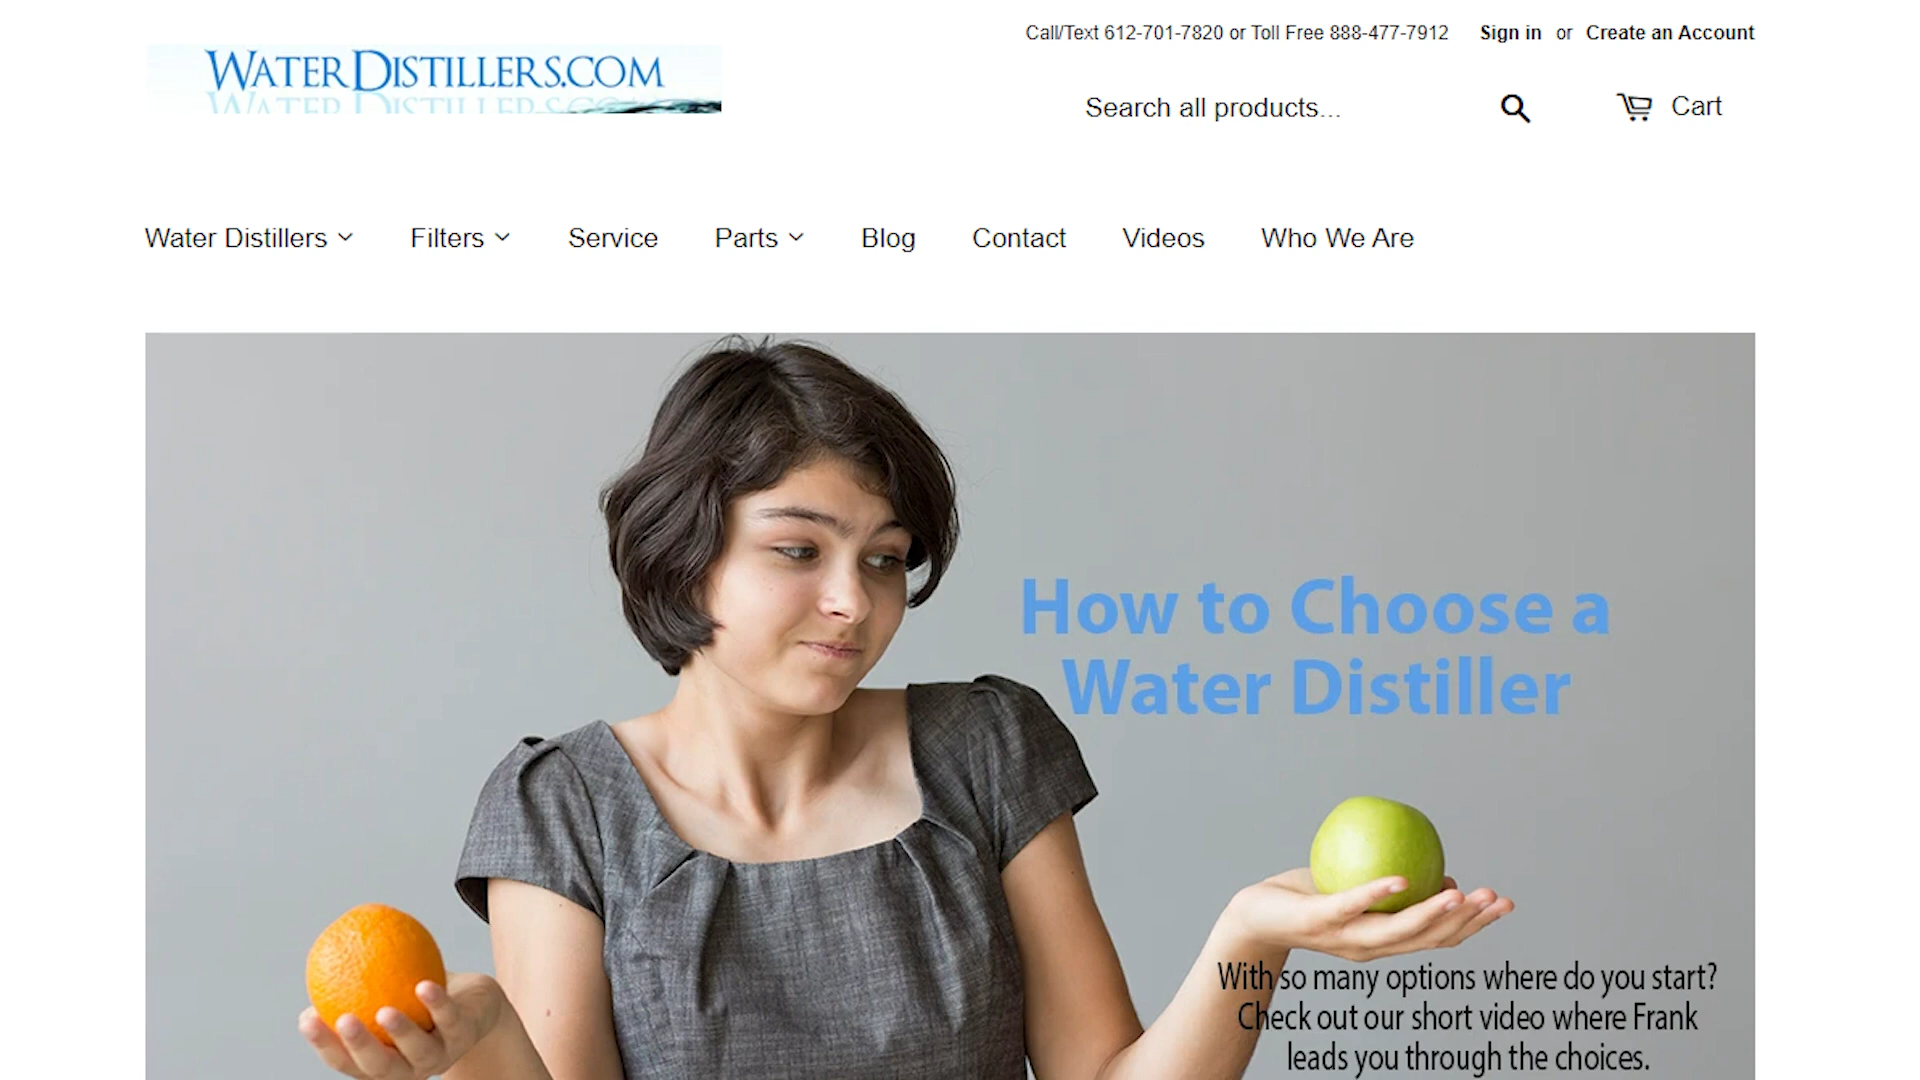 Call/Text 612-701-7820 or Toll Free 888-477-7912 Sign in or Create an Account
WATERDISTILLERS.COM
Search all products...
Cart
Water Distillers Filters Service Parts Blog Contact Videos Who We Are
How to Choose a
Water Distiller
With so many options where do you start?
Check out our short video where Frank
leads you through the choices.